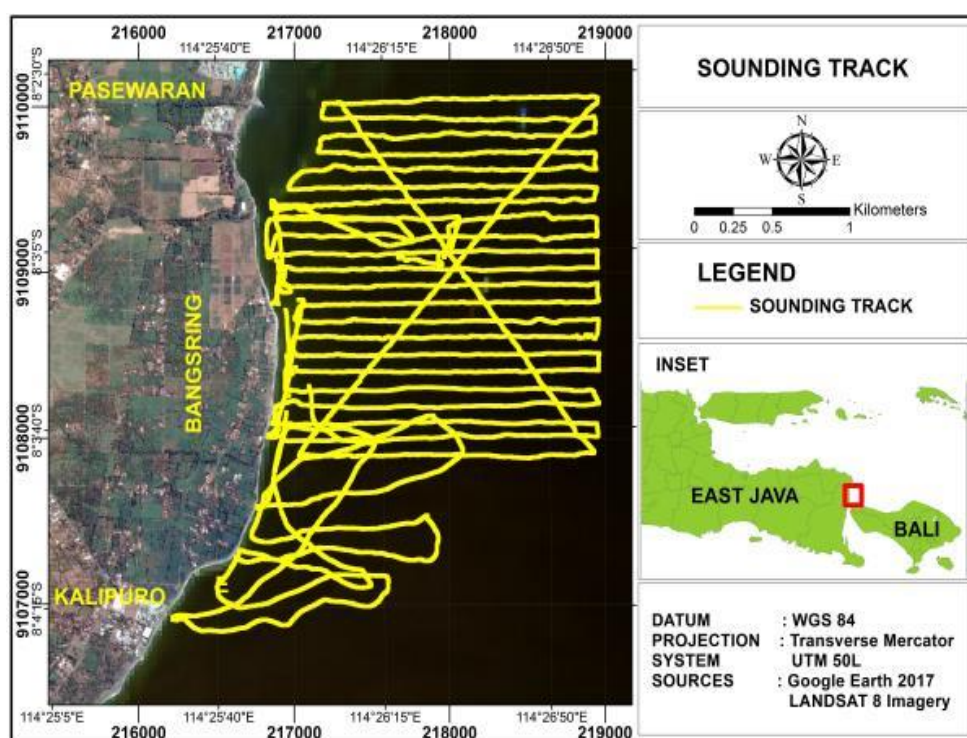 216000 217000 218000 219000
114°25'40"E 114°26'15"E 114°26'50"E
8°2'30"S
9110000
8°3'5"S
9109000
8°3'40"S
9108000
8°4'15"S
9107000
PASEWARAN
BANGSRING
KALIPURO
114°25'5"E 114°25'40"E 114°26'15"E 114°26'50"E
216000 217000 218000 219000
SOUNDING TRACK
N
W E
S
Kilometers
0 0.25 0.5 1
LEGEND
SOUNDING TRACK
INSET
EAST JAVA
BALI
DATUM : WGS 84
PROJECTION : Transverse Mercator
SYSTEM UTM 50L
SOURCES : Google Earth 2017
LANDSAT 8 Imagery